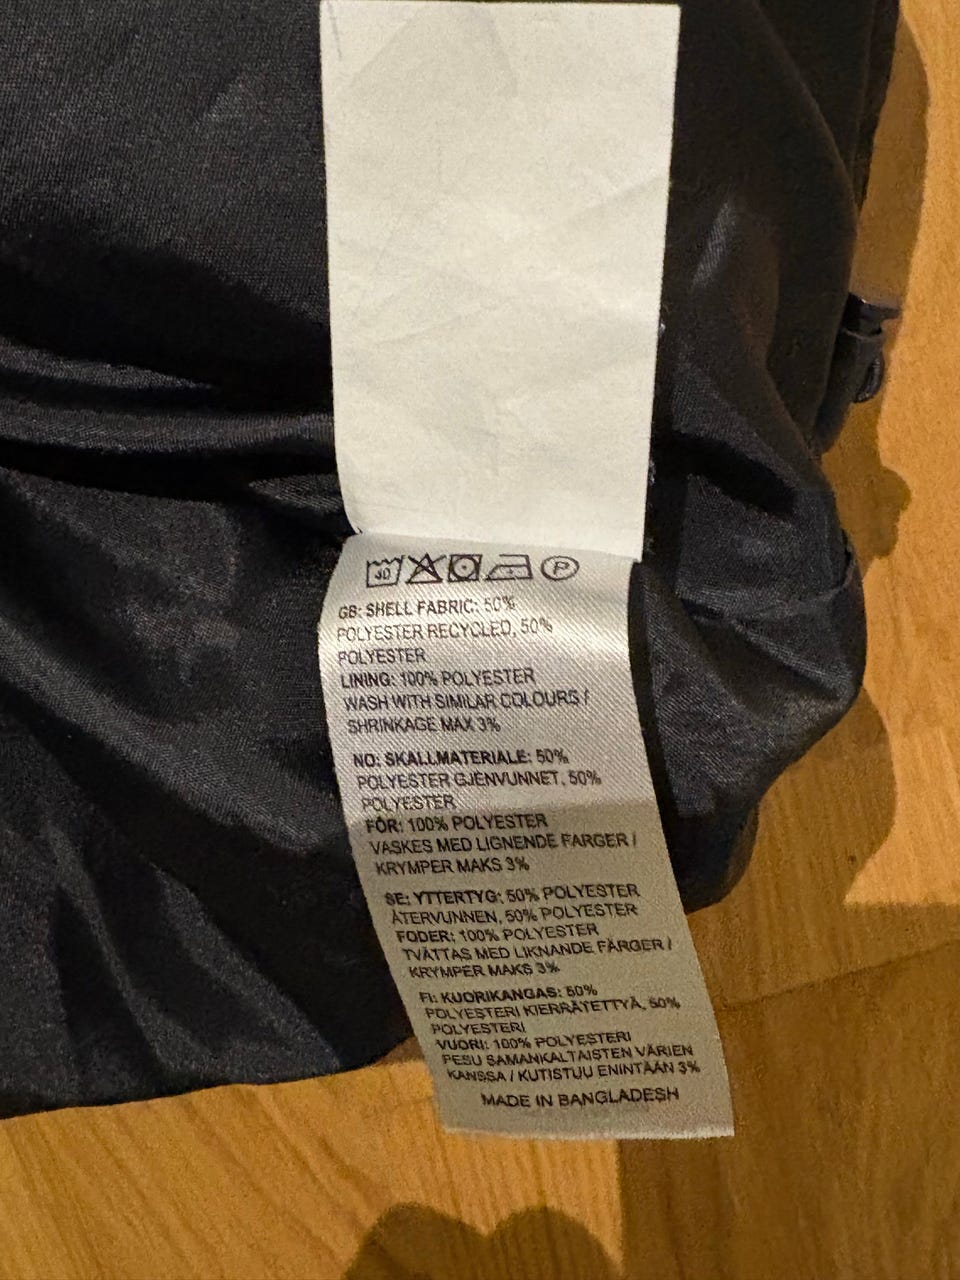 40 P
GB: SHELL FABRIC: 50%
POLYESTER RECYCLED, 50%
POLYESTER
LINING: 100% POLYESTER
WASH WITH SIMILAR COLOURS /
SHRINKAGE MAX 3%
NO: SKALLMATERIALE: 50%
POLYESTER GJENVUNNET, 50%
POLYESTER
FÔR: 100% POLYESTER
VASKES MED LIGNENDE FARGER /
KRYMPER MAKS 3%
SE: YTTERTYG: 50% POLYESTER
ÅTERVUNNEN, 50% POLYESTER
FODER: 100% POLYESTER
TVÄTTAS MED LIKNANDE FÄRGER /
KRYMPER MAKS 3%
FI: KUORIKANGAS: 50%
POLYESTERI KIERRÄTETTYÄ, 50%
POLYESTERI
VUORI: 100% POLYESTERI
PESU SAMANKALTAISTEN VÄRIEN
KANSSA / KUTISTUU ENINTÄÄN 3%
MADE IN BANGLADESH